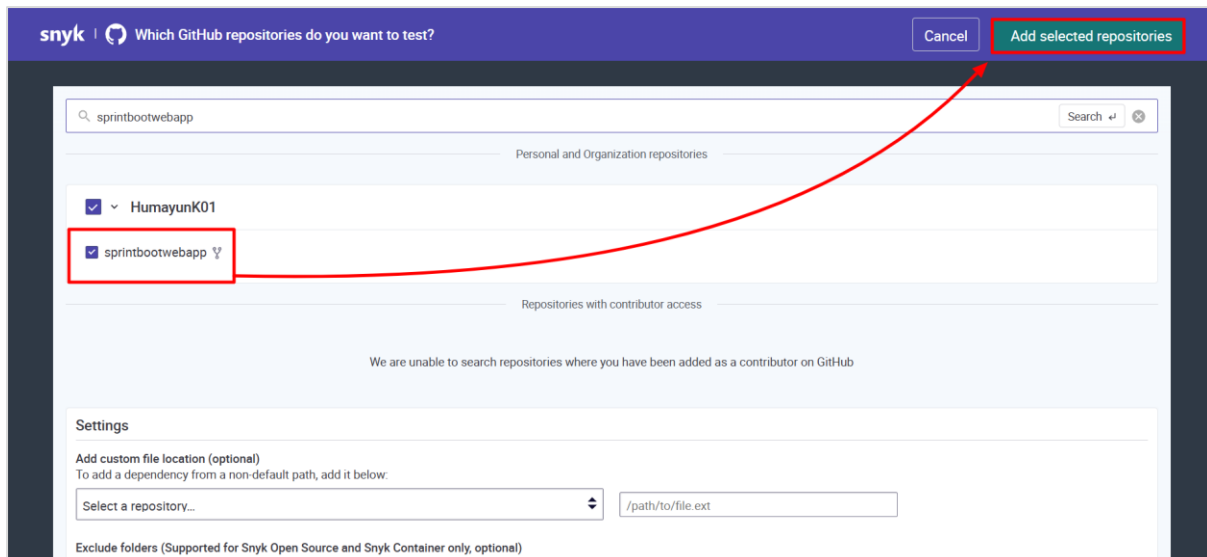 snyk | Which GitHub repositories do you want to test?
Cancel
Add selected repositories
sprintbootwebapp
Search ↵
Personal and Organization repositories
HumayunK01
sprintbootwebapp
Repositories with contributor access
We are unable to search repositories where you have been added as a contributor on GitHub
Settings
Add custom file location (optional)
To add a dependency from a non-default path, add it below:
Select a repository...
/path/to/file.ext
Exclude folders (Supported for Snyk Open Source and Snyk Container only, optional)